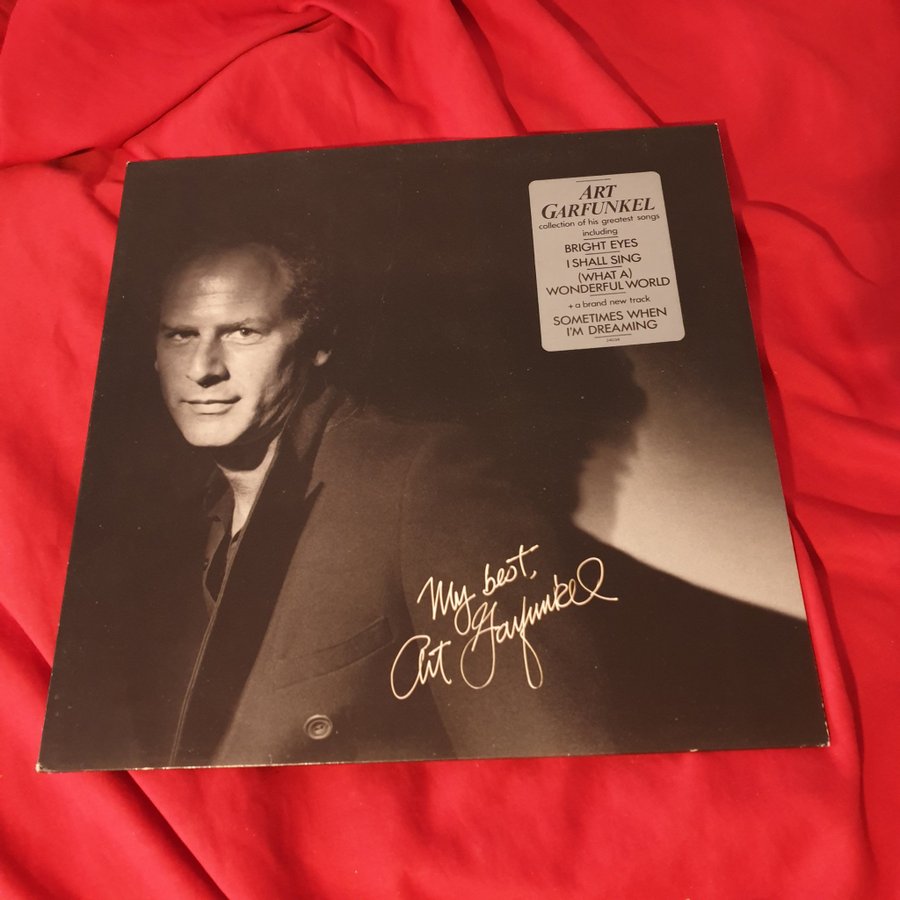 ART
GARFUNKEL
collection of his greatest songs
including
BRIGHT EYES
I SHALL SING
(WHAT A)
WONDERFUL WORLD
+ a brand new track
SOMETIMES WHEN
I'M DREAMING
My best,
Art Garfunkel